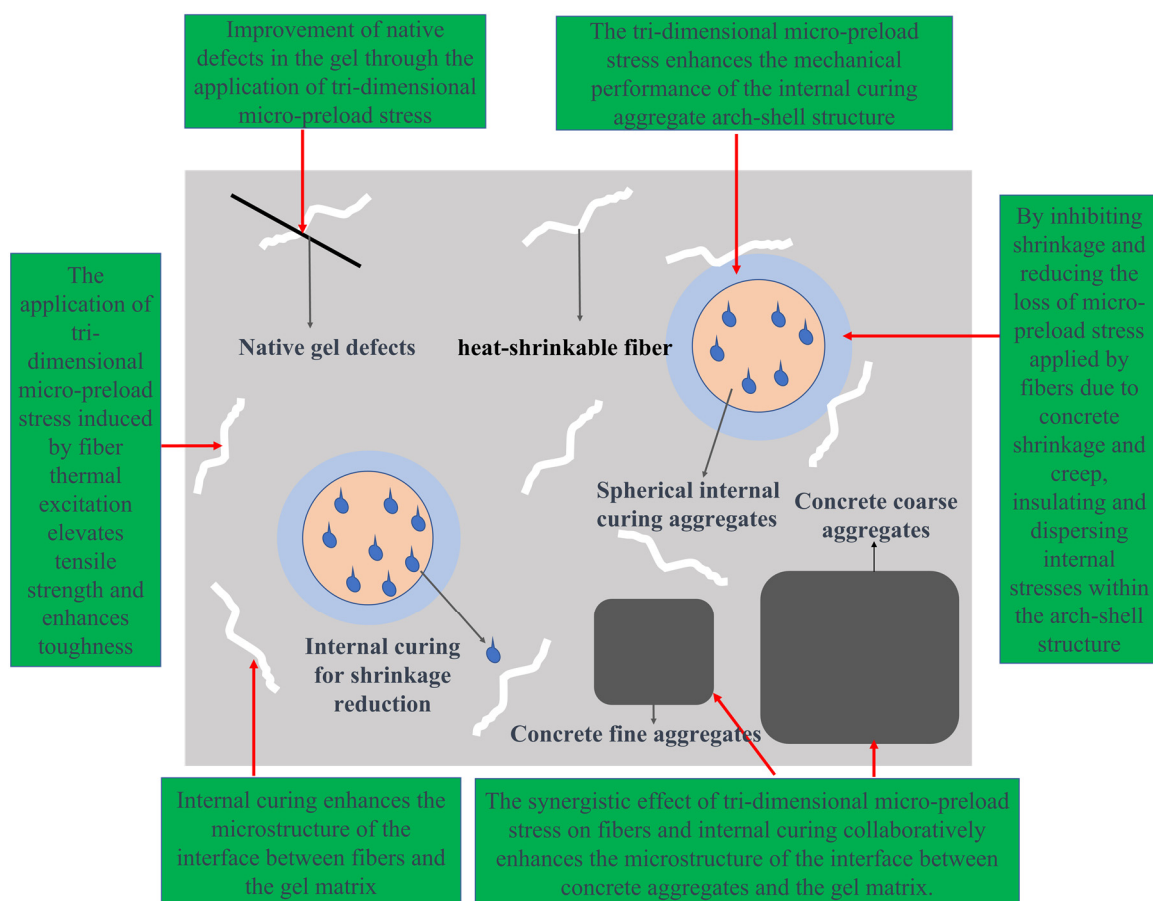 Improvement of native
defects in the gel through the
application of tri-dimensional
micro-preload stress
The tri-dimensional micro-preload
stress enhances the mechanical
performance of the internal curing
aggregate arch-shell structure
The
application of
tri-
dimensional
micro-preload
stress induced
by fiber
thermal
excitation
elevates
tensile
strength and
enhances
toughness
Native gel defects
heat-shrinkable fiber
By inhibiting
shrinkage and
reducing the
loss of micro-
preload stress
applied by
fibers due to
concrete
shrinkage and
creep,
insulating and
dispersing
internal
stresses within
the arch-shell
structure
Spherical internal
curing aggregates
Concrete coarse
aggregates
Internal curing
for shrinkage
reduction
Concrete fine aggregates
Internal curing enhances the
microstructure of the
interface between fibers and
the gel matrix
The synergistic effect of tri-dimensional micro-preload
stress on fibers and internal curing collaboratively
enhances the microstructure of the interface between
concrete aggregates and the gel matrix.